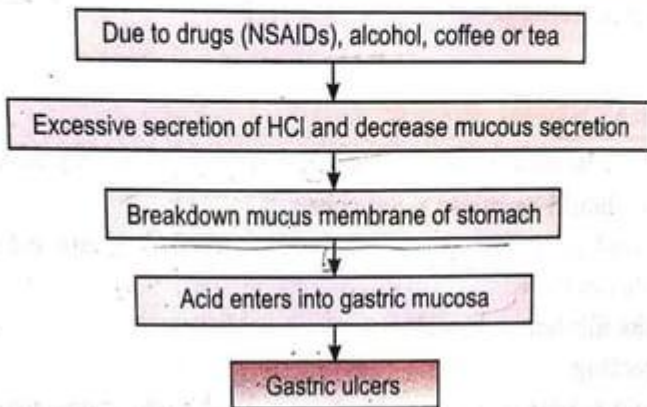 Due to drugs (NSAIDs), alcohol, coffee or tea
Excessive secretion of HCl and decrease mucous secretion
Breakdown mucus membrane of stomach
Acid enters into gastric mucosa
Gastric ulcers